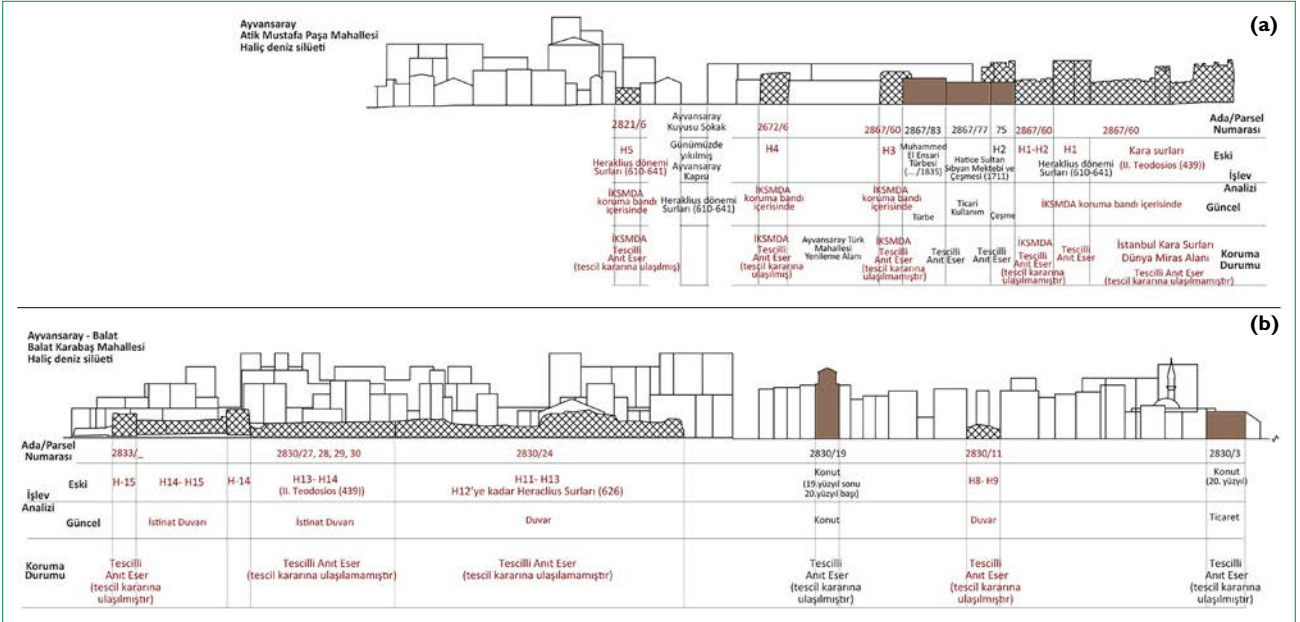 (a)
Ayvansaray
Atik Mustafa Paşa Mahallesi
Haliç deniz silüeti
2821/6
Ayvansaray
Kuyusu Sokak
2672/6
2867/60
2867/83
2867/77
75
2867/60
2867/60
Ada/Parsel
Numarası
H5
Heraklius dönemi
Surları (610-641)
Günümüzde
yıkılmış
Ayvansaray
Kapısı
H4
H3
Muhammed
El Ensari
Türbesi
(... /1835)
Hatice Sultan
Sıbyan Mektebi ve
Çeşmesi (1711)
H2
H1-H2
H1
Heraklius dönemi
Surları (610-641)
Kara surları
(II. Teodosios (439))
Eski
İşlev
Analizi
İKSMDA
koruma bandı
içerisinde
Heraklius dönemi
Surları (610-641)
İKSMDA
koruma bandı
içerisinde
İKSMDA
koruma bandı
içerisinde
Türbe
Ticari
Kullanım
Çeşme
İKSMDA koruma bandı içerisinde
Güncel
İKSMDA
Tescilli
Anıt Eser
(tescil kararına ulaşılmış)
İKSMDA
Tescilli
Anıt Eser
(tescil kararına
ulaşılmış)
Ayvansaray Türk
Mahallesi
Yenileme Alanı
İKSMDA
Tescilli
Anıt Eser
(tescil kararına
ulaşılmamıştır)
Tescilli
Anıt Eser
Tescilli
Anıt Eser
İKSMDA
Tescilli
Anıt Eser
(tescil kararına
ulaşılmamıştır)
Tescilli
Anıt Eser
İstanbul Kara Surları
Dünya Miras Alanı
Tescilli Anıt Eser
(tescil kararına ulaşılmamıştır)
Koruma
Durumu
(b)
Ayvansaray - Balat
Balat Karabaş Mahallesi
Haliç deniz silüeti
Ada/Parsel
Numarası
2833/_
2830/27, 28, 29, 30
2830/24
2830/19
2830/11
2830/3
İşlev
Analizi
Eski
H-15
H14- H15
H-14
H13- H14
(II. Teodosios (439))
H11- H13
H12'ye kadar Heraclius Surları (626)
Konut
(19.yüzyıl sonu
20.yüzyıl başı)
H8- H9
Konut
(20. yüzyıl)
Güncel
İstinat Duvarı
İstinat Duvarı
Duvar
Konut
Duvar
Ticaret
Koruma
Durumu
Tescilli
Anıt Eser
(tescil kararına
ulaşılmıştır)
Tescilli Anıt Eser
(tescil kararına ulaşılamamıştır)
Tescilli Anıt Eser
(tescil kararına ulaşılamamıştır)
Tescilli
Anıt Eser
(tescil kararına
ulaşılmıştır)
Tescilli
Anıt Eser
(tescil kararına
ulaşılmıştır)
Tescilli
Anıt Eser
(tescil kararına
ulaşılmıştır)